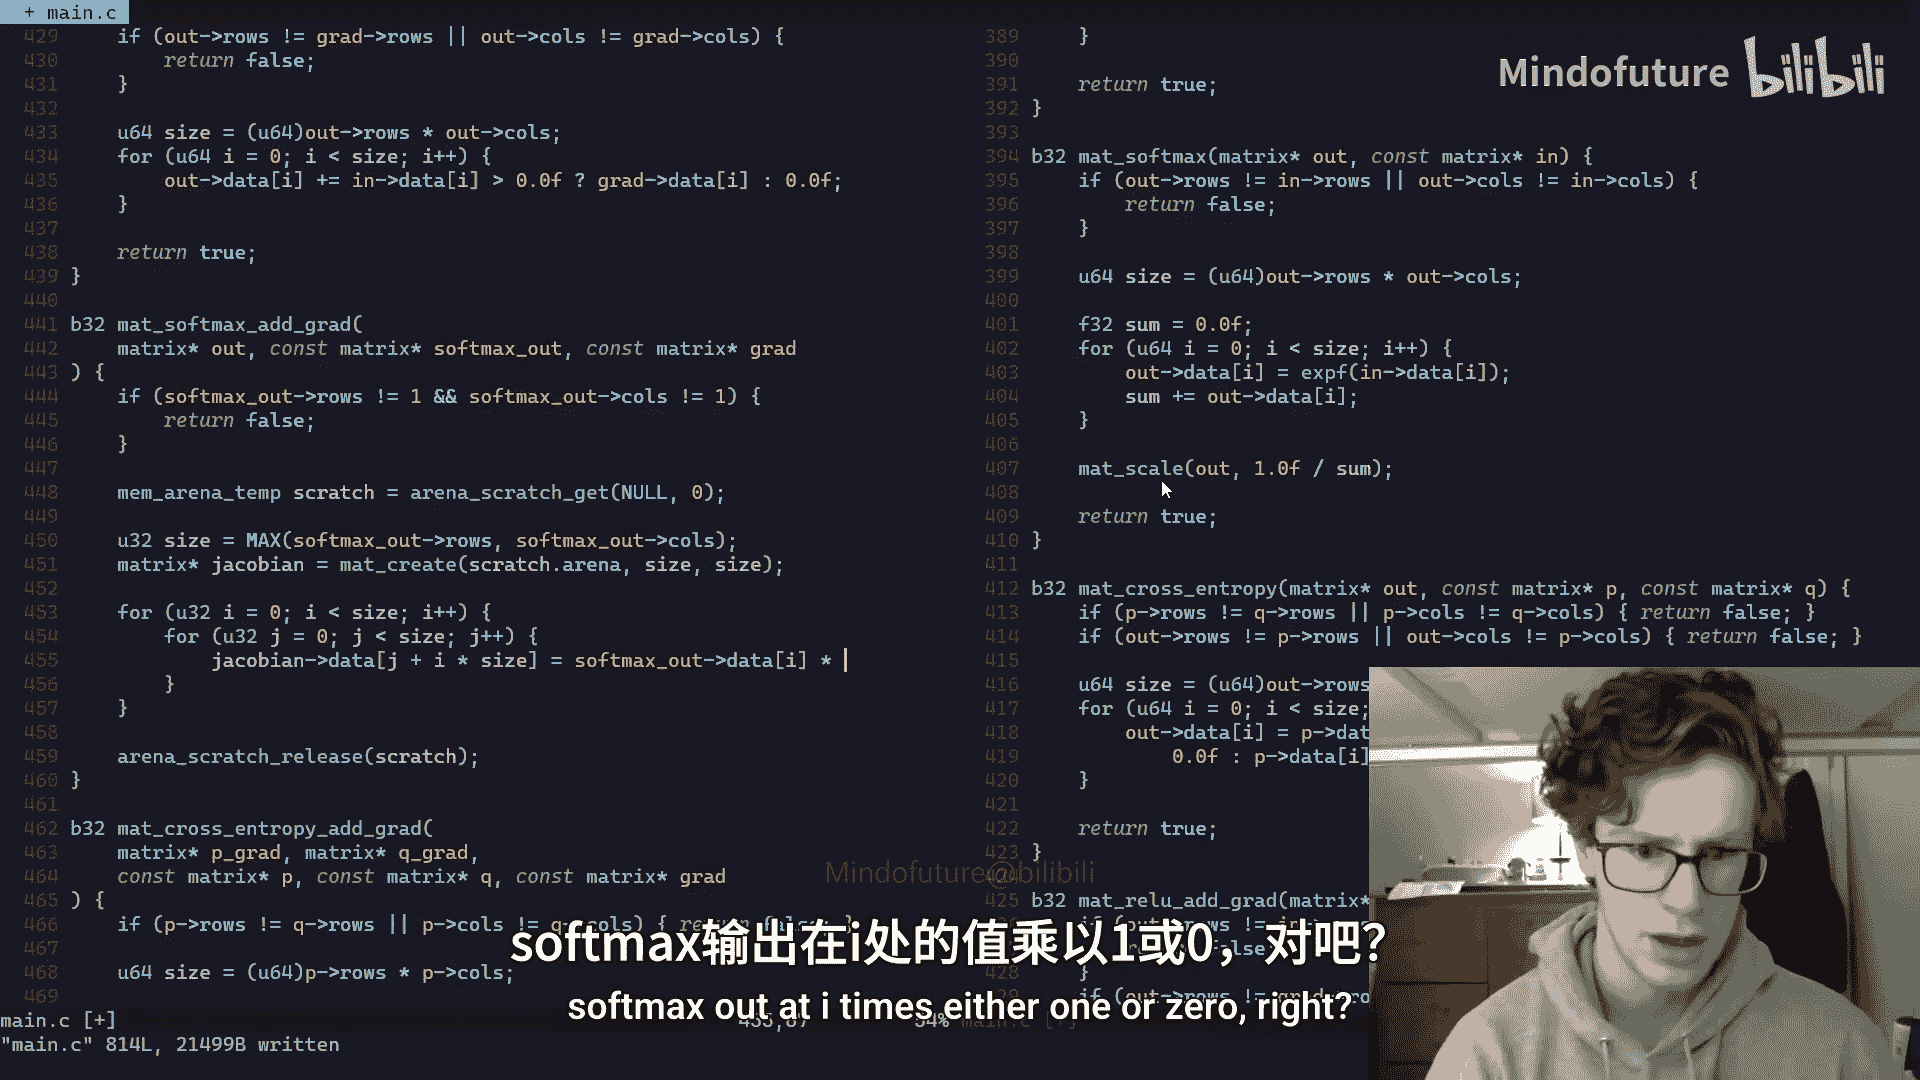 + main.c
429 if (out->rows != grad->rows || out->cols != grad->cols) {
430 return false;
431 }
432
433 u64 size = (u64)out->rows * out->cols;
434 for (u64 i = 0; i < size; i++) {
435 out->data[i] += in->data[i] > 0.0f ? grad->data[i] : 0.0f;
436 }
437
438 return true;
439 }
440
441 b32 mat_softmax_add_grad(
442 matrix* out, const matrix* softmax_out, const matrix* grad
443 ) {
444 if (softmax_out->rows != 1 && softmax_out->cols != 1) {
445 return false;
446 }
447
448 mem_arena_temp scratch = arena_scratch_get(NULL, 0);
449
450 u32 size = MAX(softmax_out->rows, softmax_out->cols);
451 matrix* jacobian = mat_create(scratch.arena, size, size);
452
453 for (u32 i = 0; i < size; i++) {
454 for (u32 j = 0; j < size; j++) {
455 jacobian->data[j + i * size] = softmax_out->data[i] *
456 }
457 }
458
459 arena_scratch_release(scratch);
460 }
461
462 b32 mat_cross_entropy_add_grad(
463 matrix* p_grad, matrix* q_grad,
464 const matrix* p, const matrix* q, const matrix* grad
465 ) {
466 if (p->rows != q->rows || p->cols != q->cols) {
467
468 u64 size = (u64)p->rows * p->cols;
469
389 }
390
391 return true;
392 }
393
394 b32 mat_softmax(matrix* out, const matrix* in) {
395 if (out->rows != in->rows || out->cols != in->cols) {
396 return false;
397 }
398
399 u64 size = (u64)out->rows * out->cols;
400
401 f32 sum = 0.0f;
402 for (u64 i = 0; i < size; i++) {
403 out->data[i] = expf(in->data[i]);
404 sum += out->data[i];
405 }
406
407 mat_scale(out, 1.0f / sum);
408
409 return true;
410 }
411
412 b32 mat_cross_entropy(matrix* out, const matrix* p, const matrix* q) {
413 if (p->rows != q->rows || p->cols != q->cols) { return false; }
414 if (out->rows != p->rows || out->cols != p->cols) { return false; }
415
416 u64 size = (u64)out->rows
417 for (u64 i = 0; i < size;
418 out->data[i] = p->dat
419 0.0f : p->data[i]
420 }
421
422 return true;
423 }
425 b32 mat_relu_add_grad(matrix*
428 }
Mindofuture bilibili
Mindofuture@bilibili
softmax输出在i处的值乘以1或0，对吧？
softmax out at i times either one or zero, right?
main.c [+]
"main.c" 814L, 21499B written